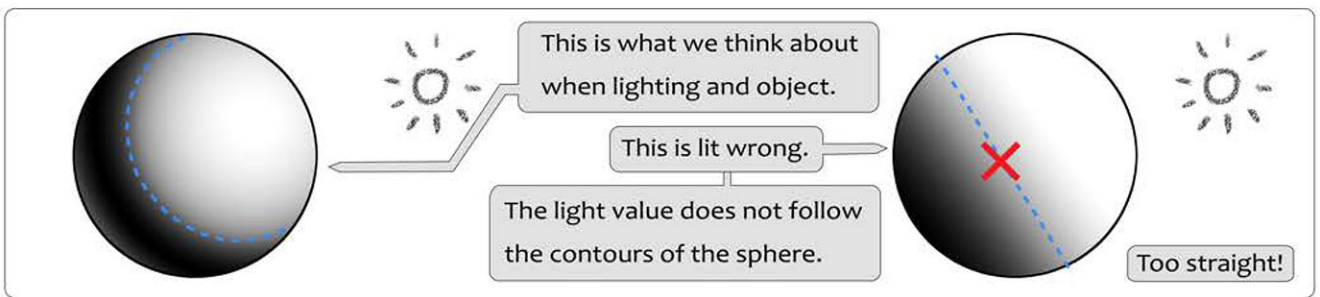 This is what we think about
when lighting and object.
This is lit wrong.
The light value does not follow
the contours of the sphere.
Too straight!